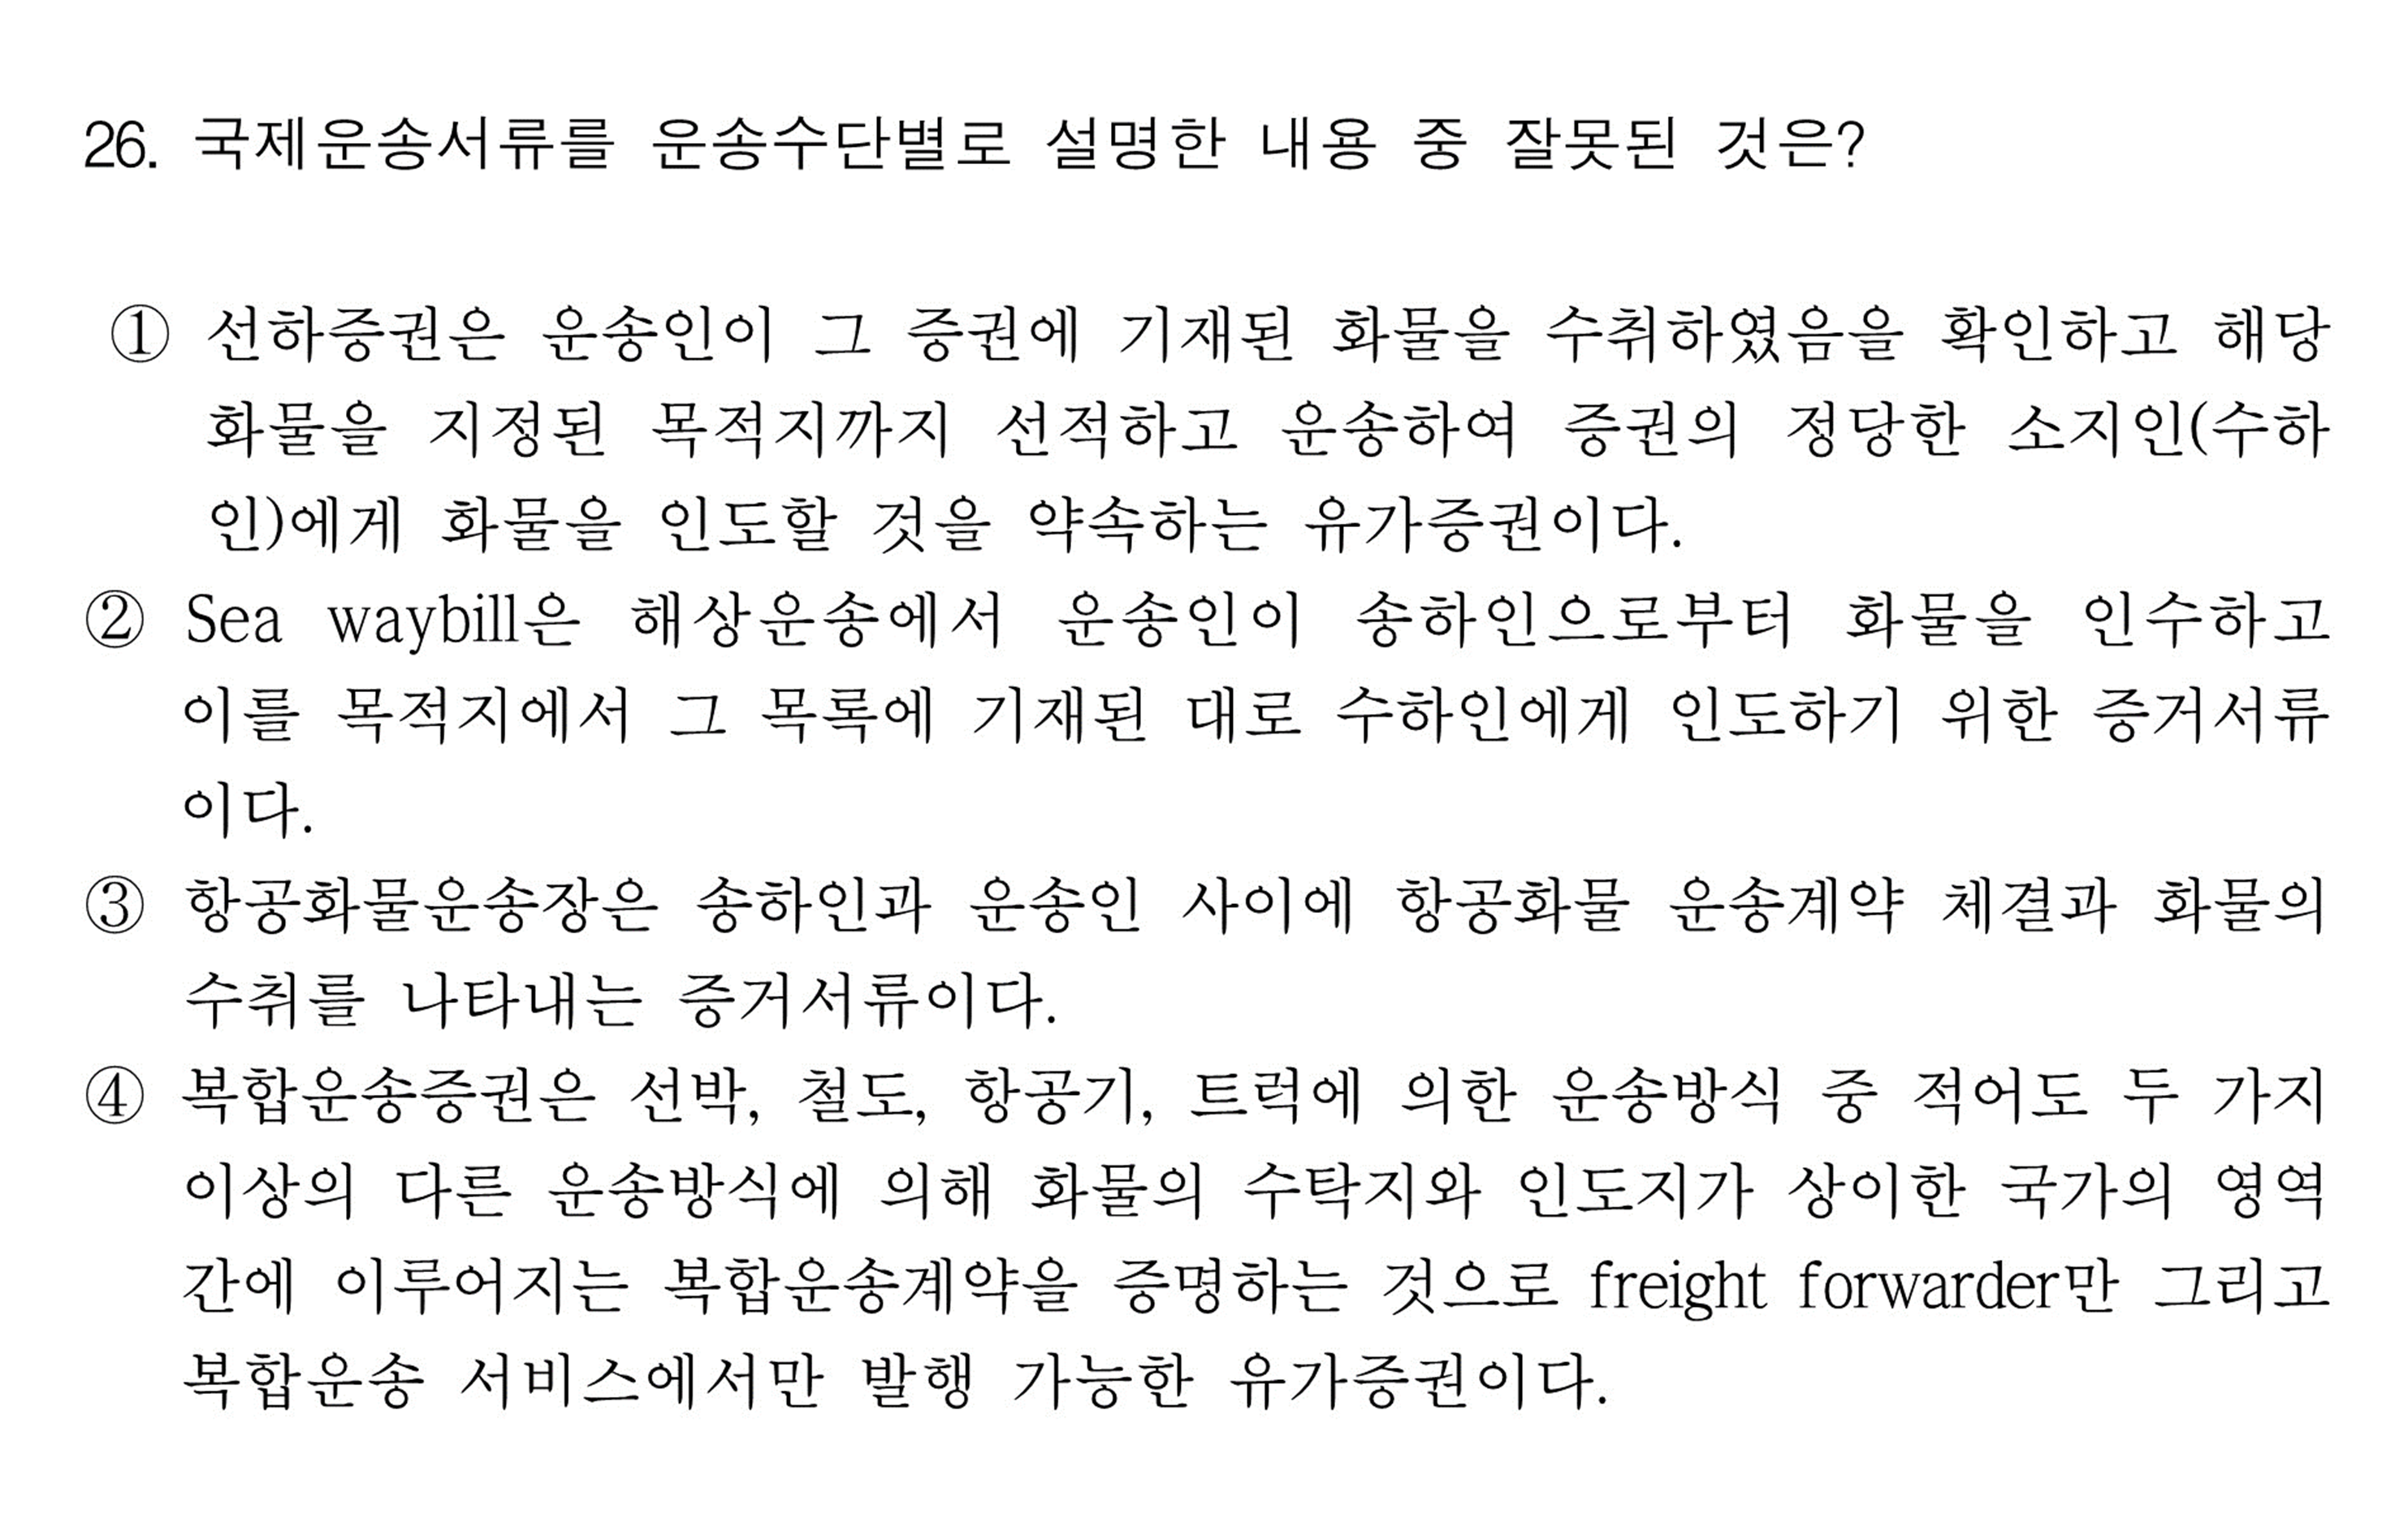 26. 국제운송서류를 운송수단별로 설명한 내용 중 잘못된 것은?
① 선하증권은 운송인이 그 증권에 기재된 화물을 수취하였음을 확인하고 해당
화물을 지정된 목적지까지 선적하고 운송하여 증권의 정당한 소지인(수하
인)에게 화물을 인도할 것을 약속하는 유가증권이다.
② Sea waybill은 해상운송에서 운송인이 송하인으로부터 화물을 인수하고
이를 목적지에서 그 목록에 기재된 대로 수하인에게 인도하기 위한 증거서류
이다.
③ 항공화물운송장은 송하인과 운송인 사이에 항공화물 운송계약 체결과 화물의
수취를 나타내는 증거서류이다.
④ 복합운송증권은 선박, 철도, 항공기, 트럭에 의한 운송방식 중 적어도 두 가지
이상의 다른 운송방식에 의해 화물의 수탁지와 인도지가 상이한 국가의 영역
간에 이루어지는 복합운송계약을 증명하는 것으로 freight forwarder만 그리고
복합운송 서비스에서만 발행 가능한 유가증권이다.